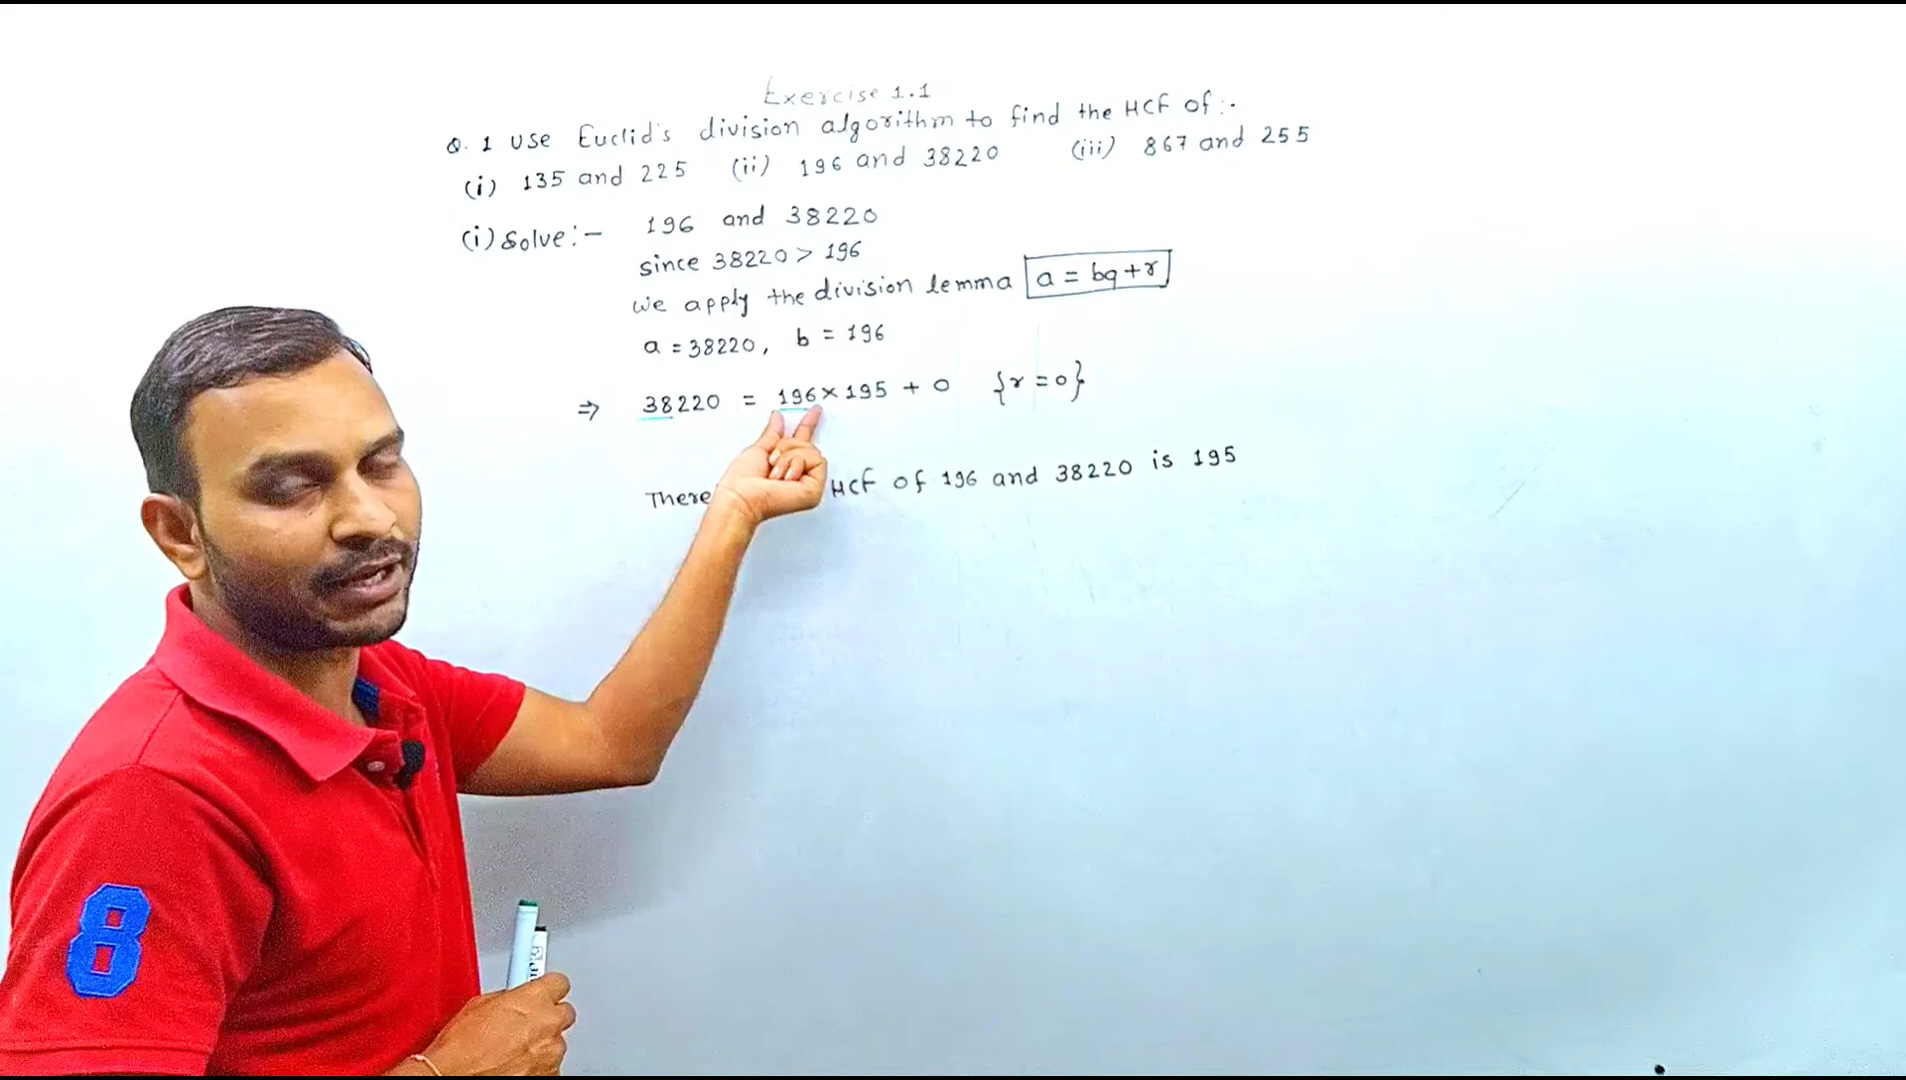 Exercise 1.1
Q. 1 Use Euclid's division algorithm to find the HCF of :-
(i) 135 and 225 (ii) 196 and 38220 (iii) 867 and 255
(i) Solve :- 196 and 38220
since 38220 > 196
we apply the division lemma a = bq + r
a = 38220, b = 196
⇒ 38220 = 196 × 195 + 0 {r = 0}
There HCF of 196 and 38220 is 195
8